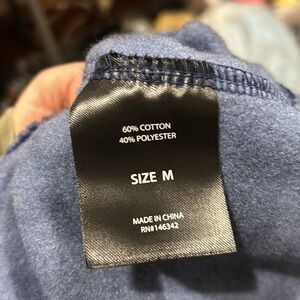 60% COTTON
40% POLYESTER
SIZE M
MADE IN CHINA
RN#146342